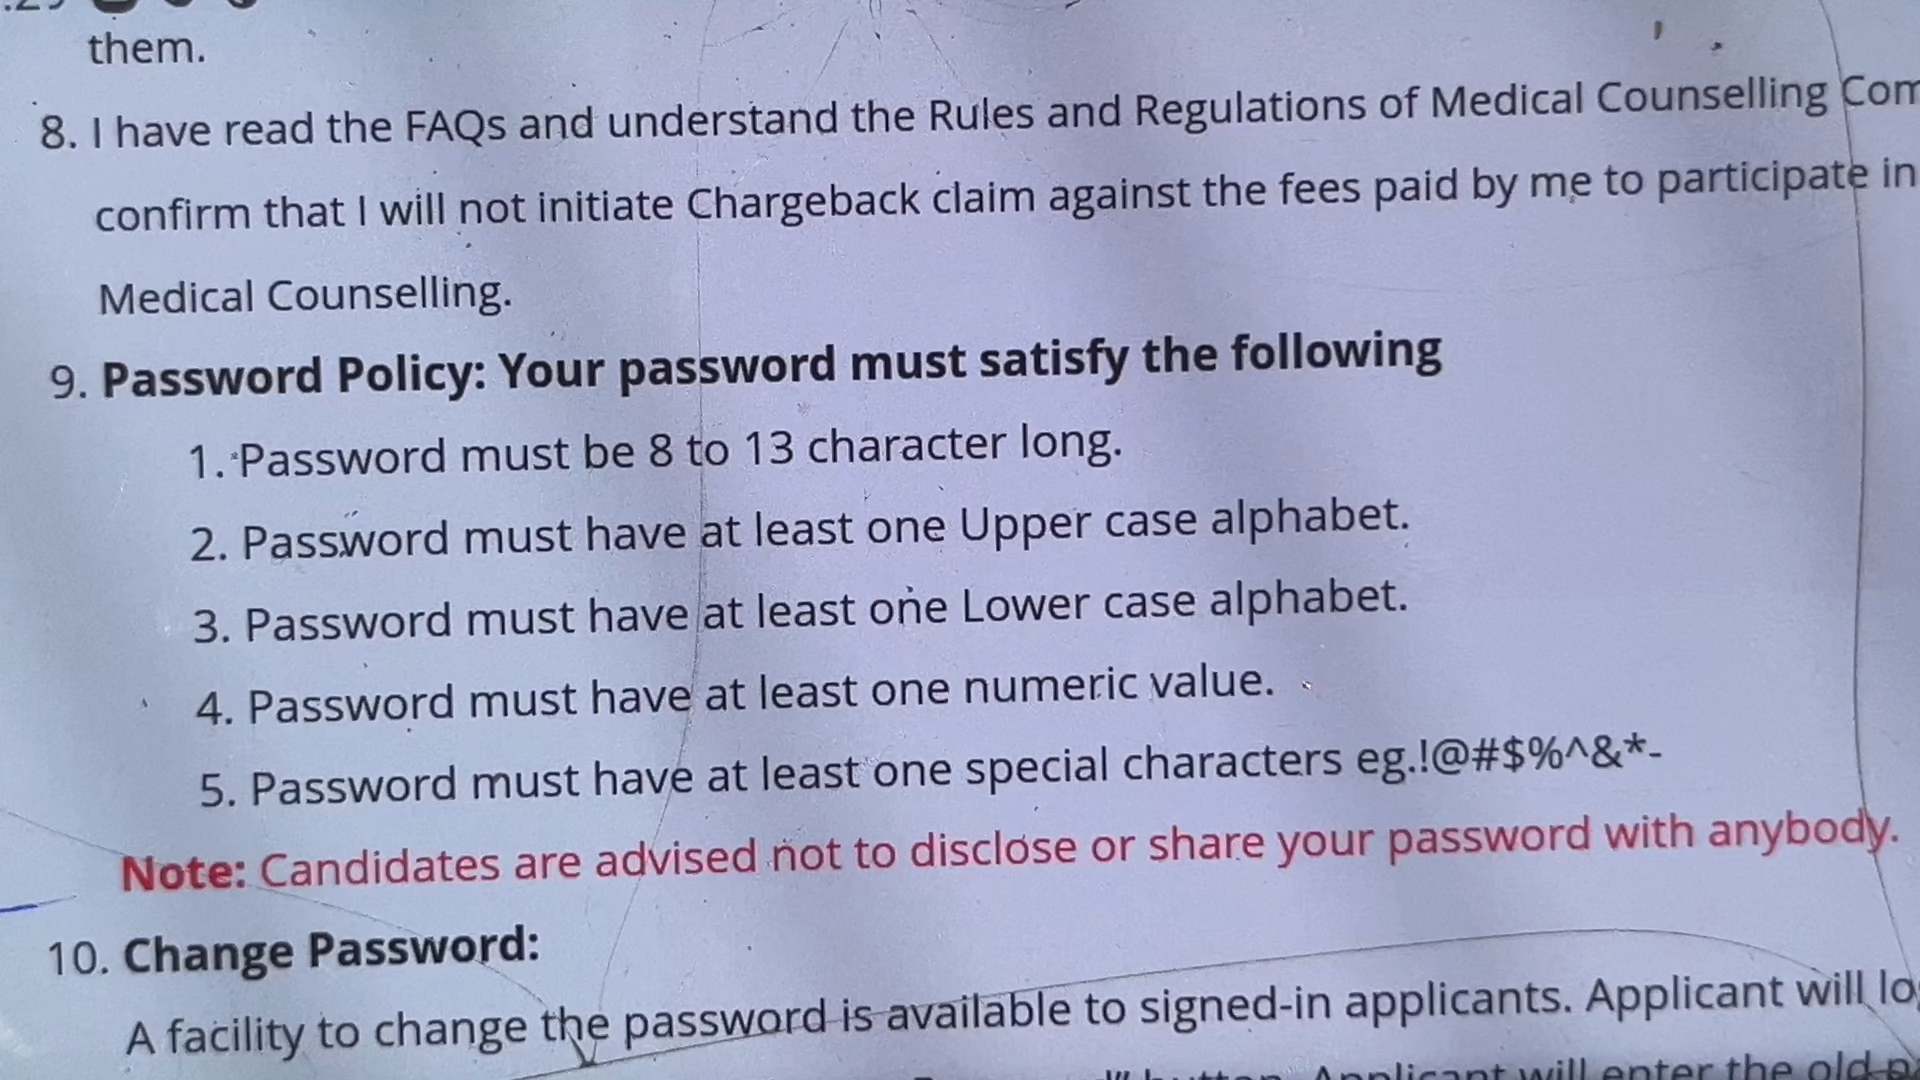 them.
8. I have read the FAQs and understand the Rules and Regulations of Medical Counselling
confirm that I will not initiate Chargeback claim against the fees paid by me to participate in
Medical Counselling.
9. Password Policy: Your password must satisfy the following
1. Password must be 8 to 13 character long.
2. Password must have at least one Upper case alphabet.
3. Password must have at least one Lower case alphabet.
4. Password must have at least one numeric value.
5. Password must have at least one special characters eg.!@#$%^&*-
Note: Candidates are advised not to disclose or share your password with anybody.
10. Change Password:
A facility to change the password is available to signed-in applicants. Applicant will
Applicant will enter the old